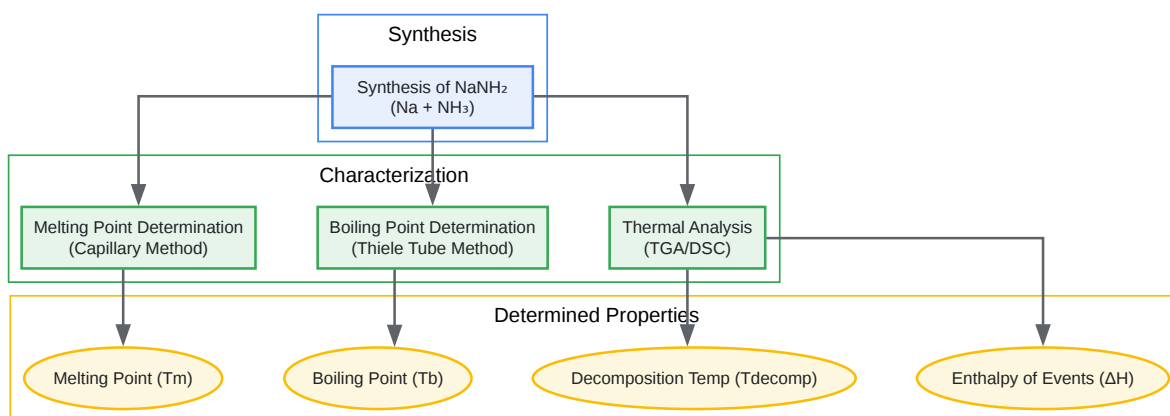 Synthesis
Synthesis of NaNH₂
(Na + NH₃)
Characterization
Melting Point Determination
(Capillary Method)
Boiling Point Determination
(Thiele Tube Method)
Thermal Analysis
(TGA/DSC)
Determined Properties
Melting Point (Tm)
Boiling Point (Tb)
Decomposition Temp (Tdecomp)
Enthalpy of Events (ΔH)